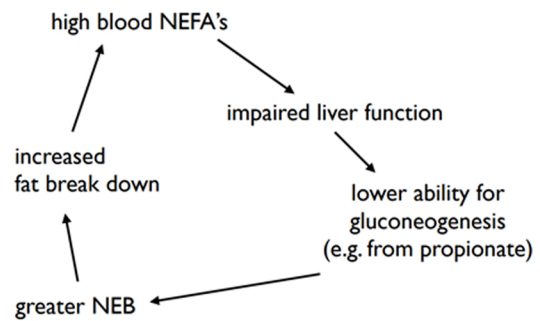 high blood NEFA's
impaired liver function
increased
fat break down
lower ability for
gluconeogenesis
(e.g. from propionate)
greater NEB